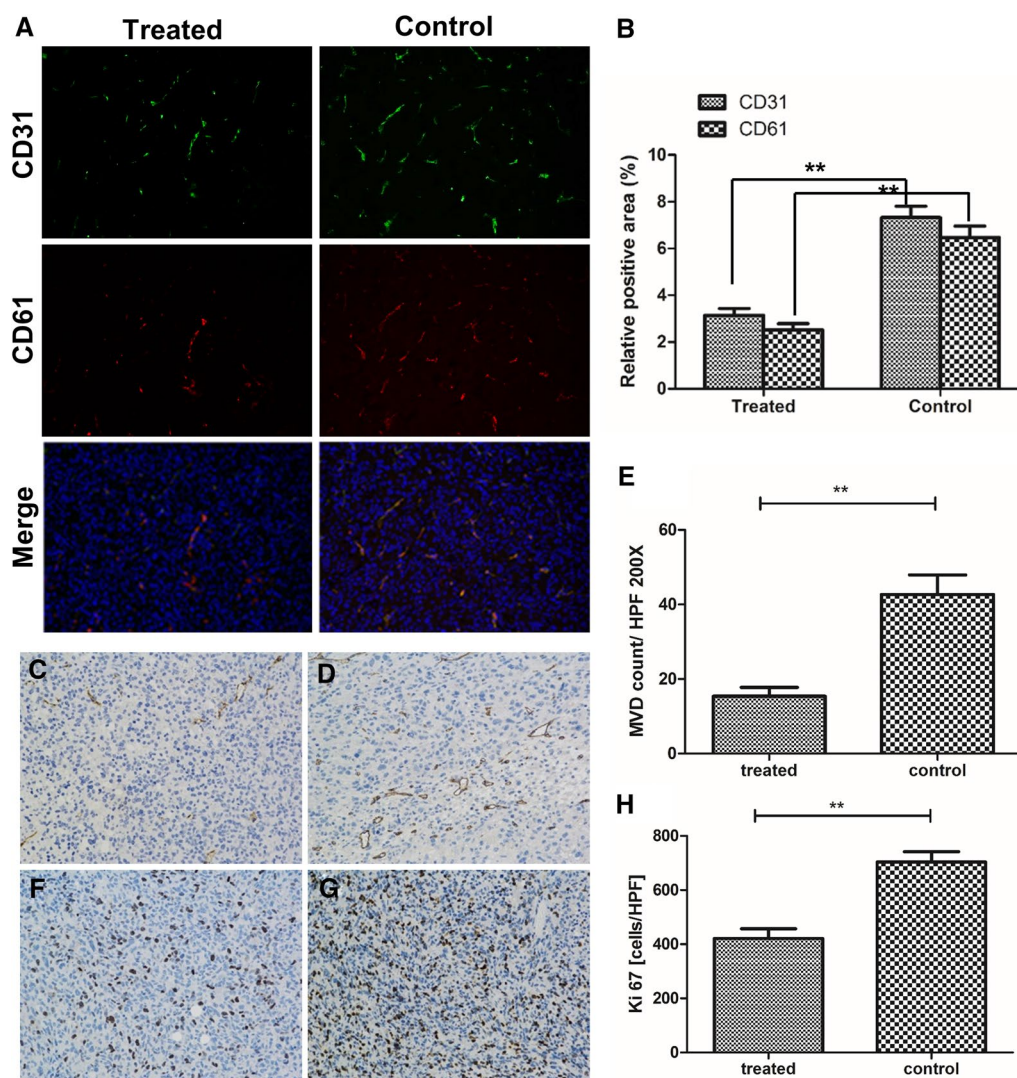 A
Treated
Control
CD31
CD61
Merge
B
CD31
CD61
Relative positive area (%)
10
8
6
4
2
0
**
**
Treated
Control
C
D
E
MVD count/ HPF 200X
60
40
20
0
**
treated
control
F
G
H
Ki 67 [cells/HPF]
800
600
400
200
0
**
treated
control